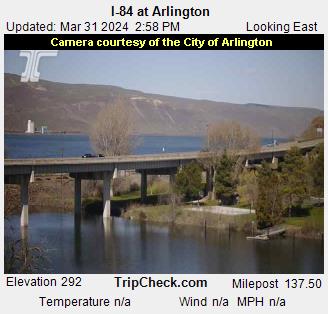 I-84 at Arlington
Updated: Mar 31 2024 2:58 PM Looking East
Camera courtesy of the City of Arlington
Elevation 292 TripCheck.com Milepost 137.50
Temperature n/a Wind n/a MPH n/a